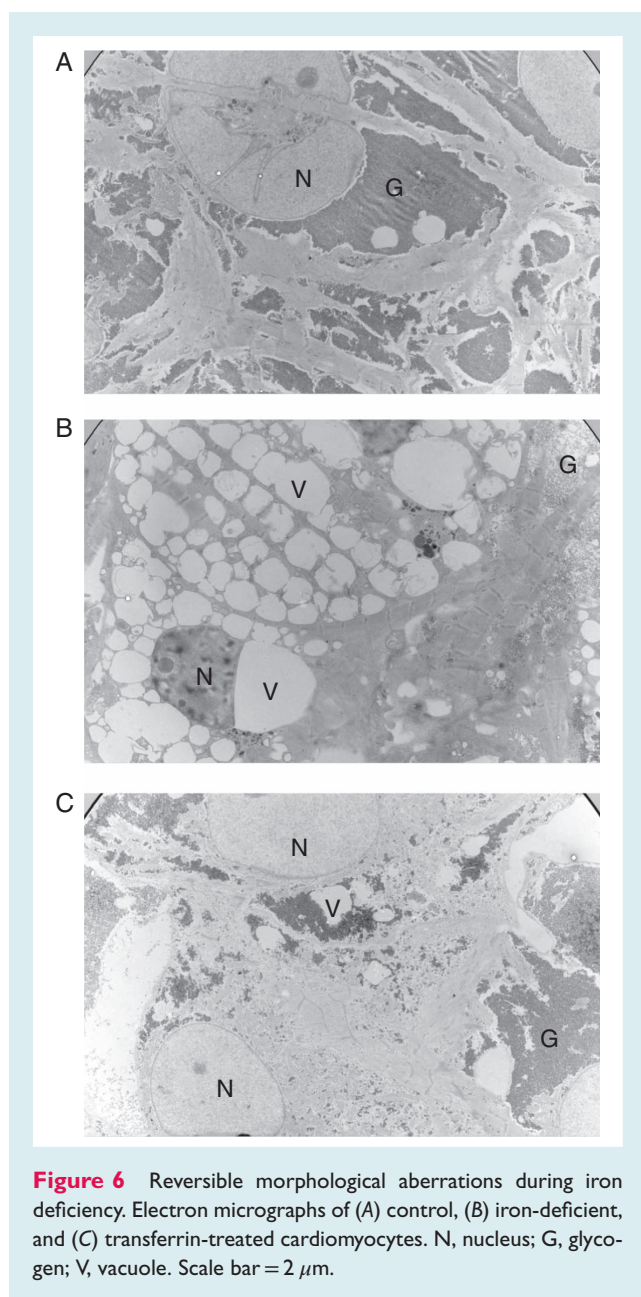 A
N
G
B
G
V
N
V
C
N
V
G
N
Figure 6 Reversible morphological aberrations during iron
deficiency. Electron micrographs of (A) control, (B) iron-deficient,
and (C) transferrin-treated cardiomyocytes. N, nucleus; G, glyco-
gen; V, vacuole. Scale bar = 2 μm.